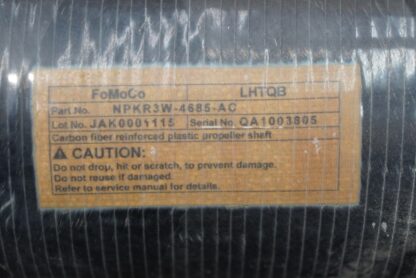 FoMoCo LHTQB
Part No. NPKR3W-4685-AC
Lot No. JAK0001115 Serial No. QA1003805
Carbon fiber reinforced plastic propeller shaft
⚠ CAUTION:
Do not drop, hit or scratch, to prevent damage.
Do not reuse if damaged.
Refer to service manual for details.